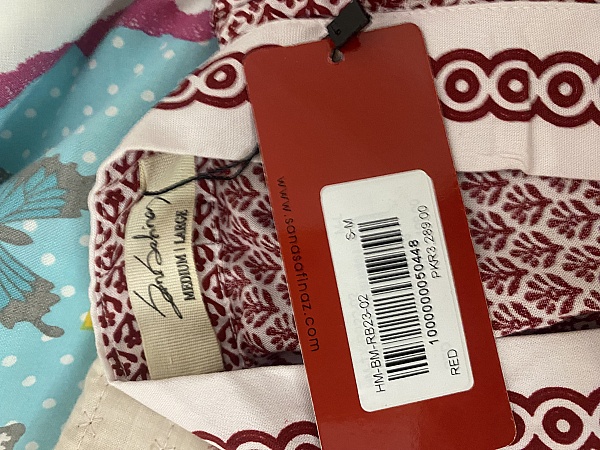 www.sanasafinaz.com
S-M
HM-BM-RB23-02
1000000050448
PKR3,289.00
RED
Sana Safinaz
MEDIUM / LARGE